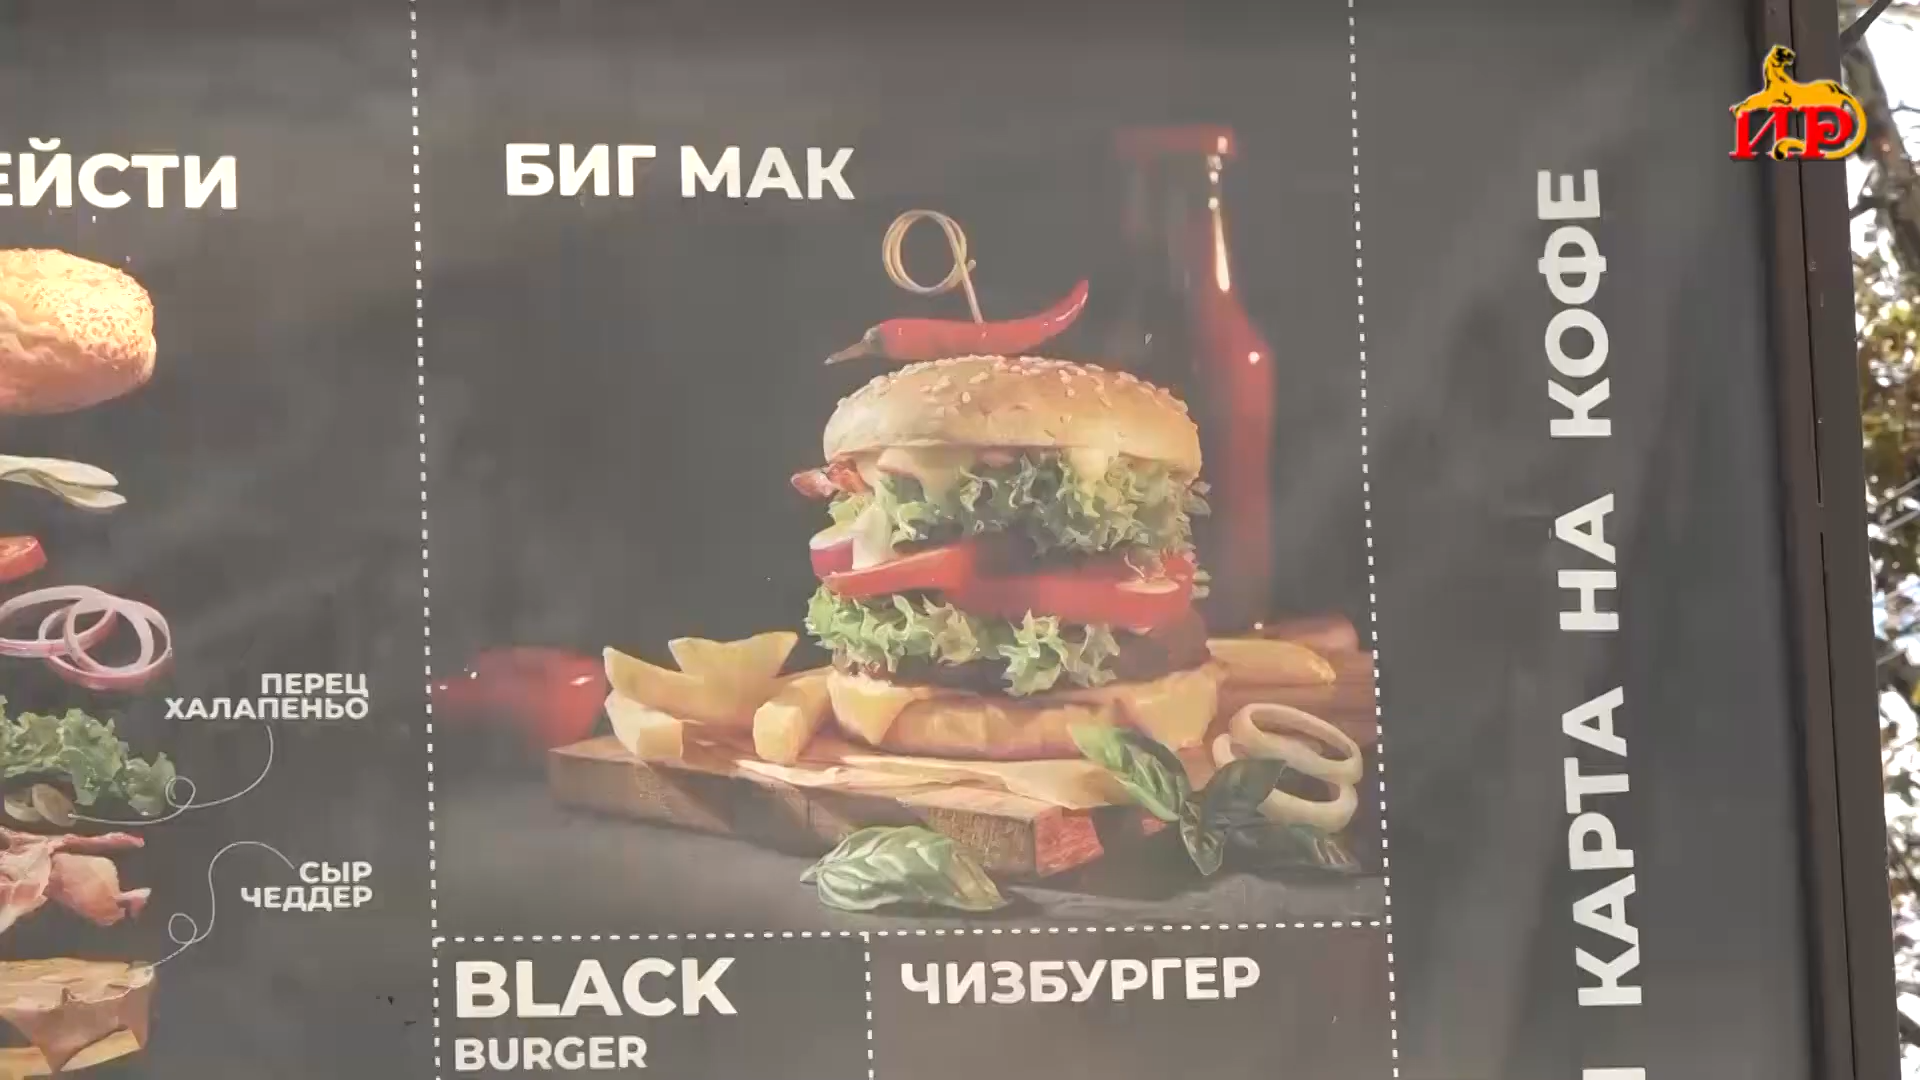 ЕЙСТИ
БИГ МАК
ПЕРЕЦ
ХАЛАПЕНЬО
СЫР
ЧЕДДЕР
BLACK
BURGER
ЧИЗБУРГЕР
КАРТА НА КОФЕ
ИР